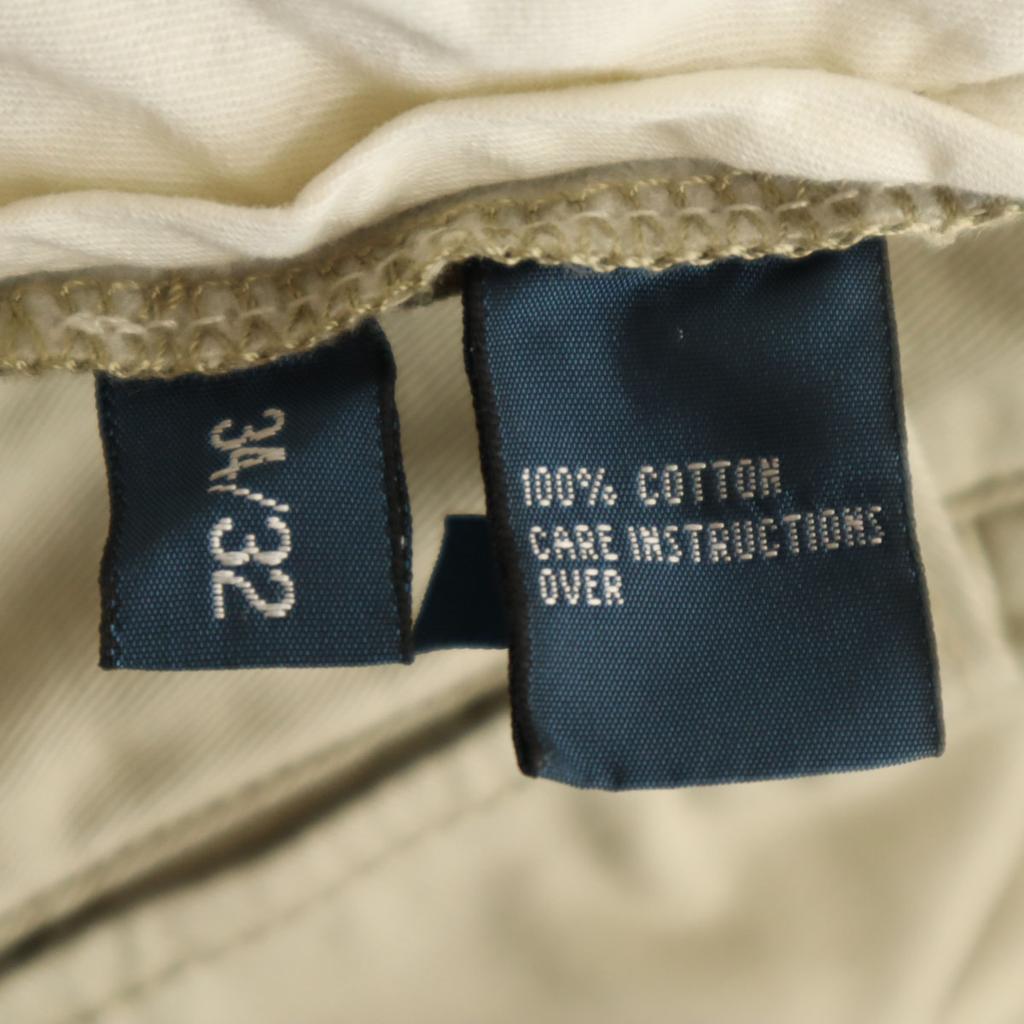 34/32
100% COTTON
CARE INSTRUCTIONS
OVER